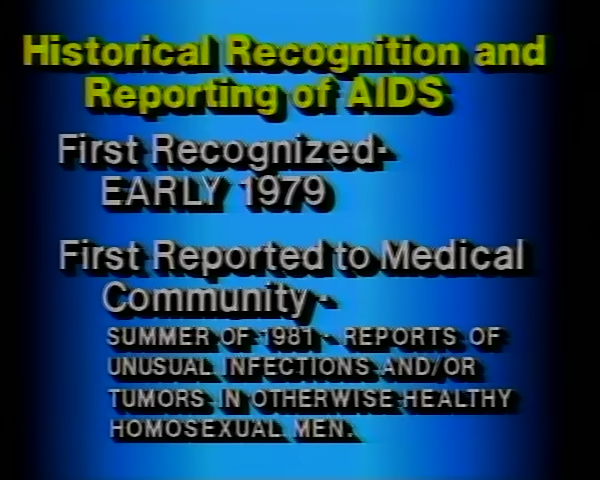 Historical Recognition and
Reporting of AIDS
First Recognized-
EARLY 1979
First Reported to Medical
Community -
SUMMER OF 1981 - REPORTS OF
UNUSUAL INFECTIONS AND/OR
TUMORS IN OTHERWISE HEALTHY
HOMOSEXUAL MEN.